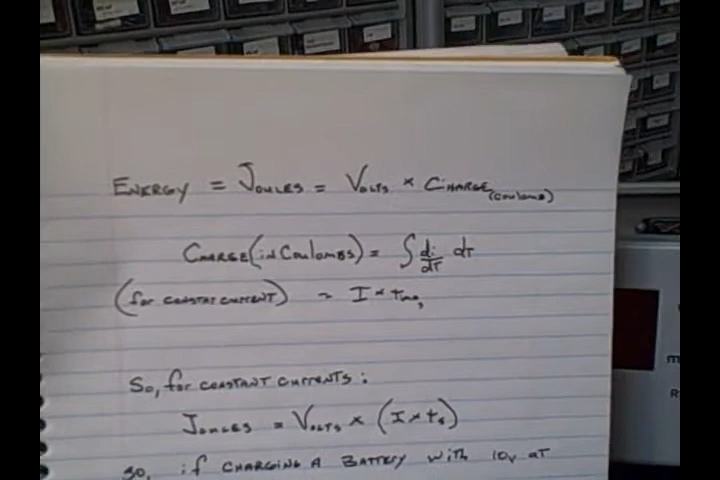 ENERGY = JOULES = VOLTS × CHARGE (COULOMBS)
CHARGE (in COULOMBS) = ∫ di/dT dT
(for CONSTANT CURRENT) = I × time,
So, for CONSTANT CURRENTS:
JOULES = VOLTS × (I × ts)
SO, if CHARGING A BATTERY WITH 10V AT